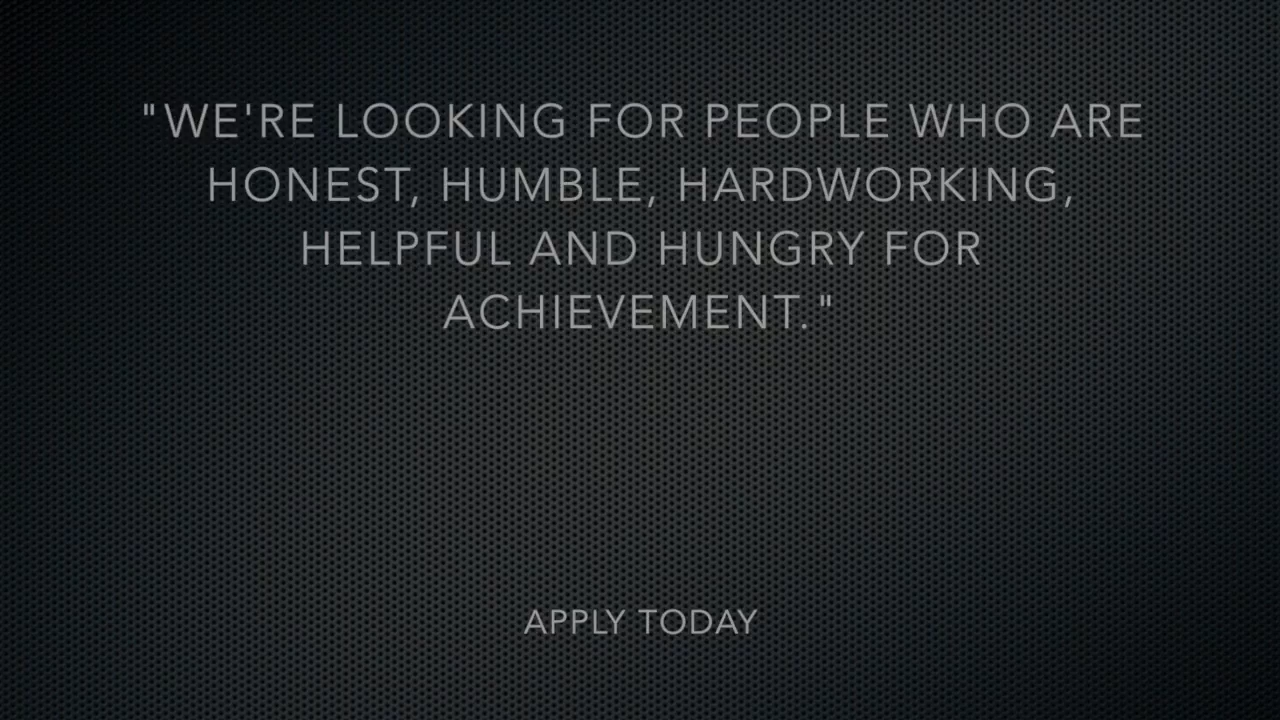 "WE'RE LOOKING FOR PEOPLE WHO ARE
HONEST, HUMBLE, HARDWORKING,
HELPFUL AND HUNGRY FOR
ACHIEVEMENT."
APPLY TODAY